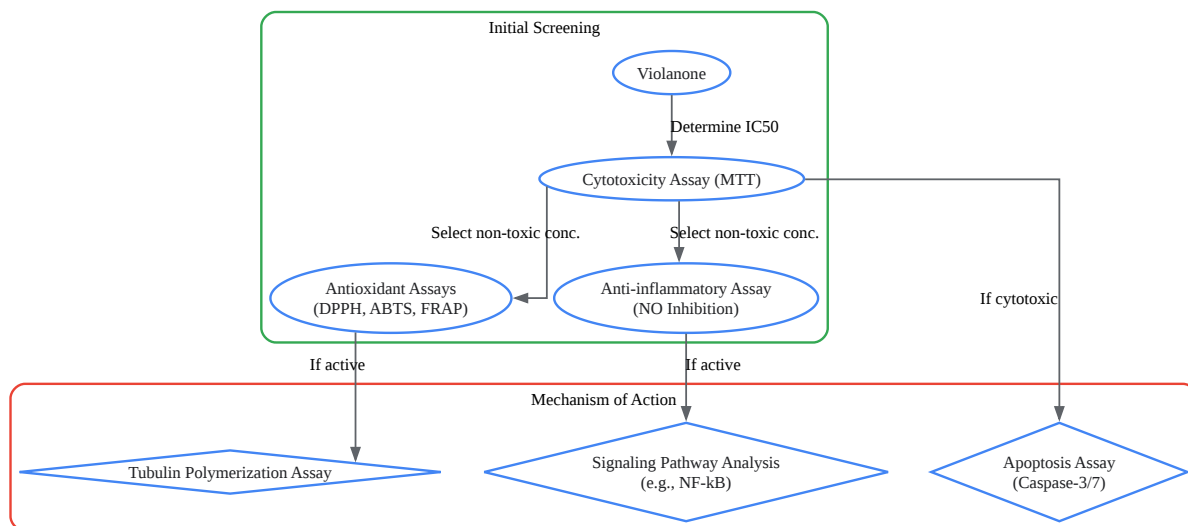 Initial Screening
Violanone
Determine IC50
Cytotoxicity Assay (MTT)
Select non-toxic conc.
Select non-toxic conc.
Antioxidant Assays
(DPPH, ABTS, FRAP)
Anti-inflammatory Assay
(NO Inhibition)
If cytotoxic
If active
If active
Mechanism of Action
Tubulin Polymerization Assay
Signaling Pathway Analysis
(e.g., NF-kB)
Apoptosis Assay
(Caspase-3/7)